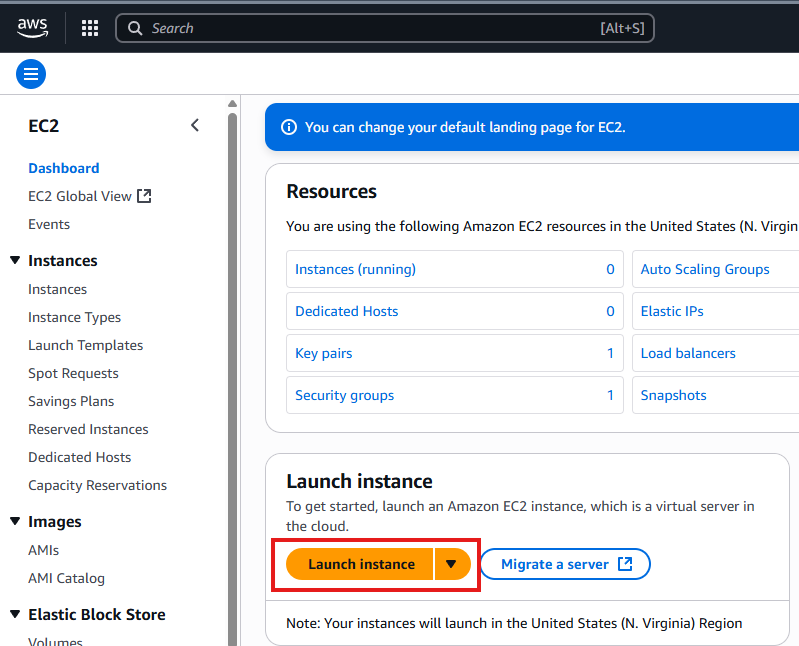 aws
Search [Alt+S]
EC2
Dashboard
EC2 Global View
Events
Instances
Instances
Instance Types
Launch Templates
Spot Requests
Savings Plans
Reserved Instances
Dedicated Hosts
Capacity Reservations
Images
AMIs
AMI Catalog
Elastic Block Store
Volumes
You can change your default landing page for EC2.
Resources
You are using the following Amazon EC2 resources in the United States (N. Virgin
Instances (running) 0 Auto Scaling Groups
Dedicated Hosts 0 Elastic IPs
Key pairs 1 Load balancers
Security groups 1 Snapshots
Launch instance
To get started, launch an Amazon EC2 instance, which is a virtual server in
the cloud.
Launch instance Migrate a server
Note: Your instances will launch in the United States (N. Virginia) Region